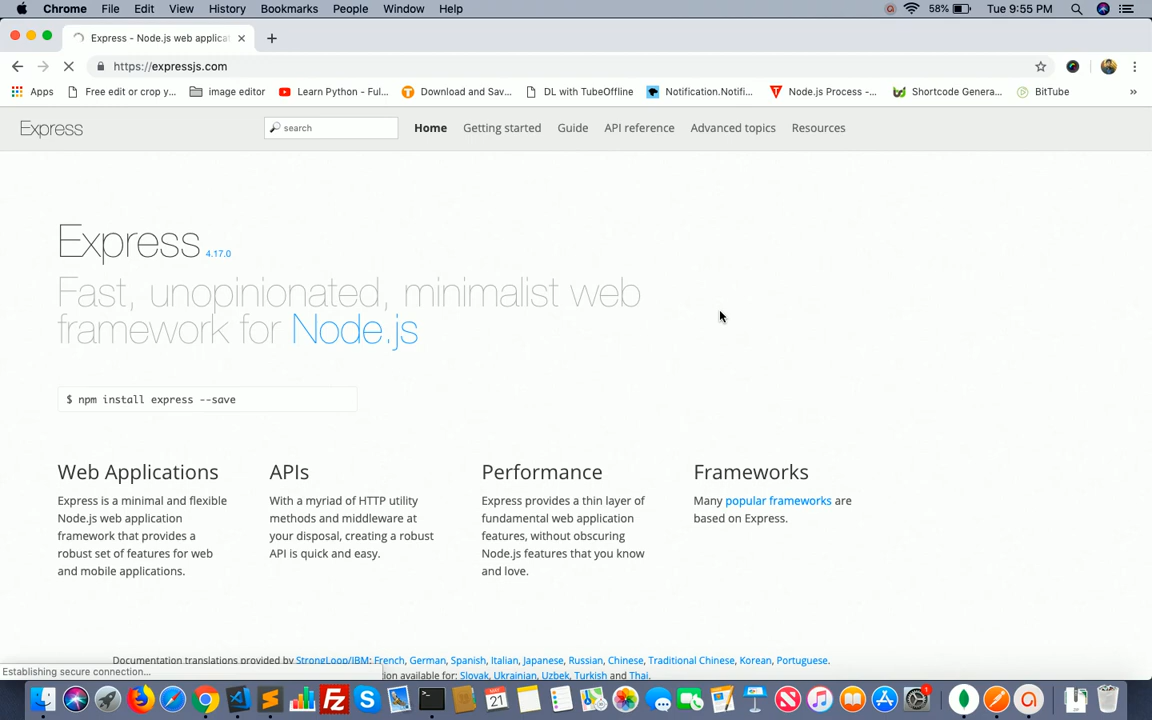 Chrome File Edit View History Bookmarks People Window Help 58% Tue 9:55 PM
Express - Node.js web applicat
https://expressjs.com
Apps Free edit or crop y... image editor Learn Python - Ful... Download and Sav... DL with TubeOffline Notification.Notifi... Node.js Process -... Shortcode Genera... BitTube »
Express search Home Getting started Guide API reference Advanced topics Resources
Express 4.17.0
Fast, unopinionated, minimalist web
framework for Node.js
$ npm install express --save
Web Applications
Express is a minimal and flexible
Node.js web application
framework that provides a
robust set of features for web
and mobile applications.
APIs
With a myriad of HTTP utility
methods and middleware at
your disposal, creating a robust
API is quick and easy.
Performance
Express provides a thin layer of
fundamental web application
features, without obscuring
Node.js features that you know
and love.
Frameworks
Many popular frameworks are
based on Express.
Documentation translations provided by StrongLoop/IBM: French, German, Spanish, Italian, Japanese, Russian, Chinese, Traditional Chinese, Korean, Portuguese.
Establishing secure connection...
available for: Slovak, Ukrainian, Uzbek, Turkish and Thai.
21
1